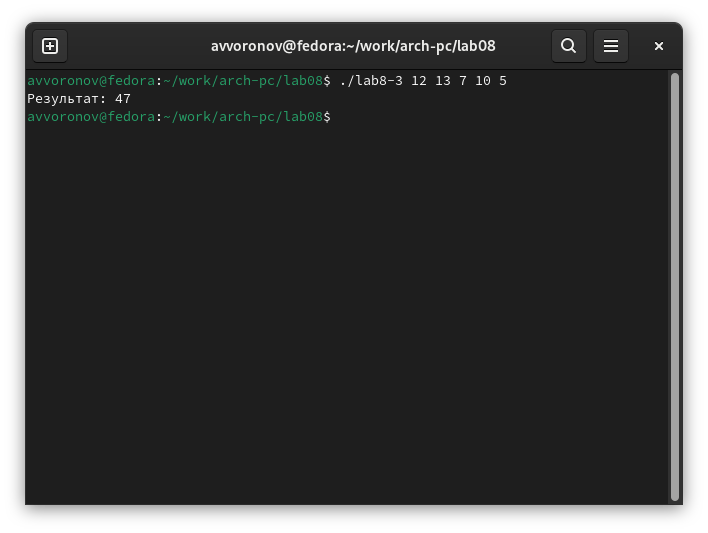 avvoronov@fedora:~/work/arch-pc/lab08
avvoronov@fedora:~/work/arch-pc/lab08$ ./lab8-3 12 13 7 10 5
Результат: 47
avvoronov@fedora:~/work/arch-pc/lab08$